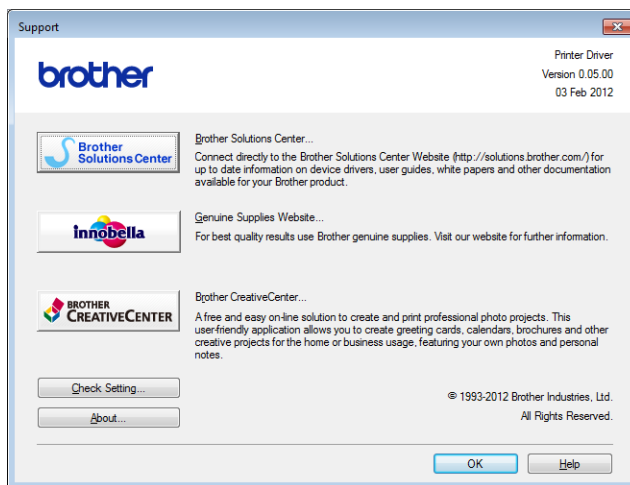 Support
brother
Printer Driver
Version 0.05.00
03 Feb 2012
Brother
Solutions Center
Brother Solutions Center...
Connect directly to the Brother Solutions Center Website (http://solutions.brother.com/) for
up to date information on device drivers, user guides, white papers and other documentation
available for your Brother product.
innobella
Genuine Supplies Website...
For best quality results use Brother genuine supplies. Visit our website for further information.
BROTHER
CREATIVECENTER
Brother CreativeCenter...
A free and easy on-line solution to create and print professional photo projects. This
user-friendly application allows you to create greeting cards, calendars, brochures and other
creative projects for the home or business usage, featuring your own photos and personal
notes.
Check Setting...
About...
© 1993-2012 Brother Industries, Ltd.
All Rights Reserved.
OK
Help